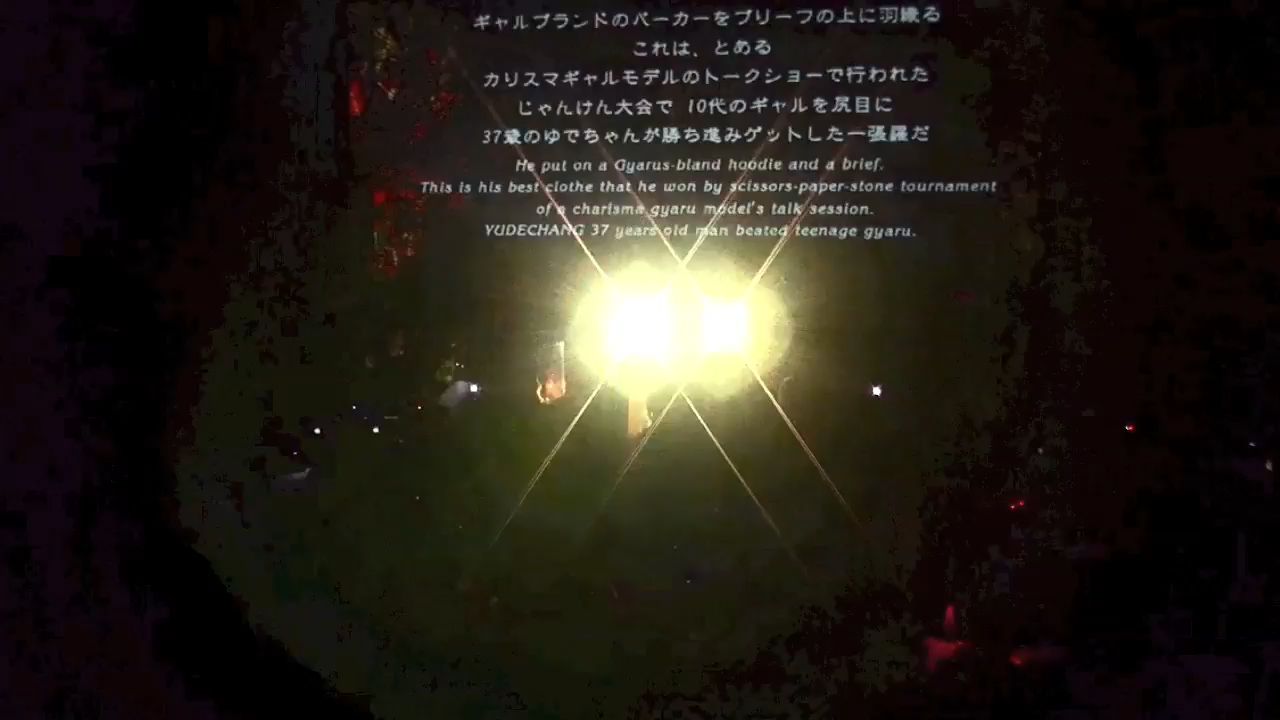 ギャルブランドのパーカーをブリーフの上に羽織る
これは、とある
カリスマギャルモデルのトークショーで行われた
じゃんけん大会で 10代のギャルを尻目に
37歳のゆでちゃんが勝ち進みゲットした一張羅だ
He put on a Gyarus-bland hoodie and a brief.
This is his best clothe that he won by scissors-paper-stone tournament
of a charisma gyaru model's talk session.
YUDECHANG 37 years old man beated teenage gyaru.